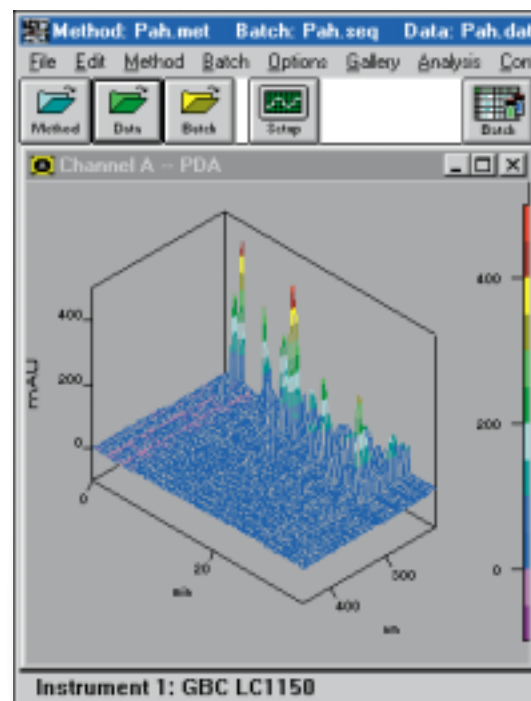 Method: Pah.met Batch: Pah.seq Data: Pah.dat
File Edit Method Batch Options Gallery Analysis Con
Method Data Batch Setup Batch
Channel A -- PDA
400
200
0
mAU
0
20
min
400
300
nm
400
200
0
Instrument 1: GBC LC1150